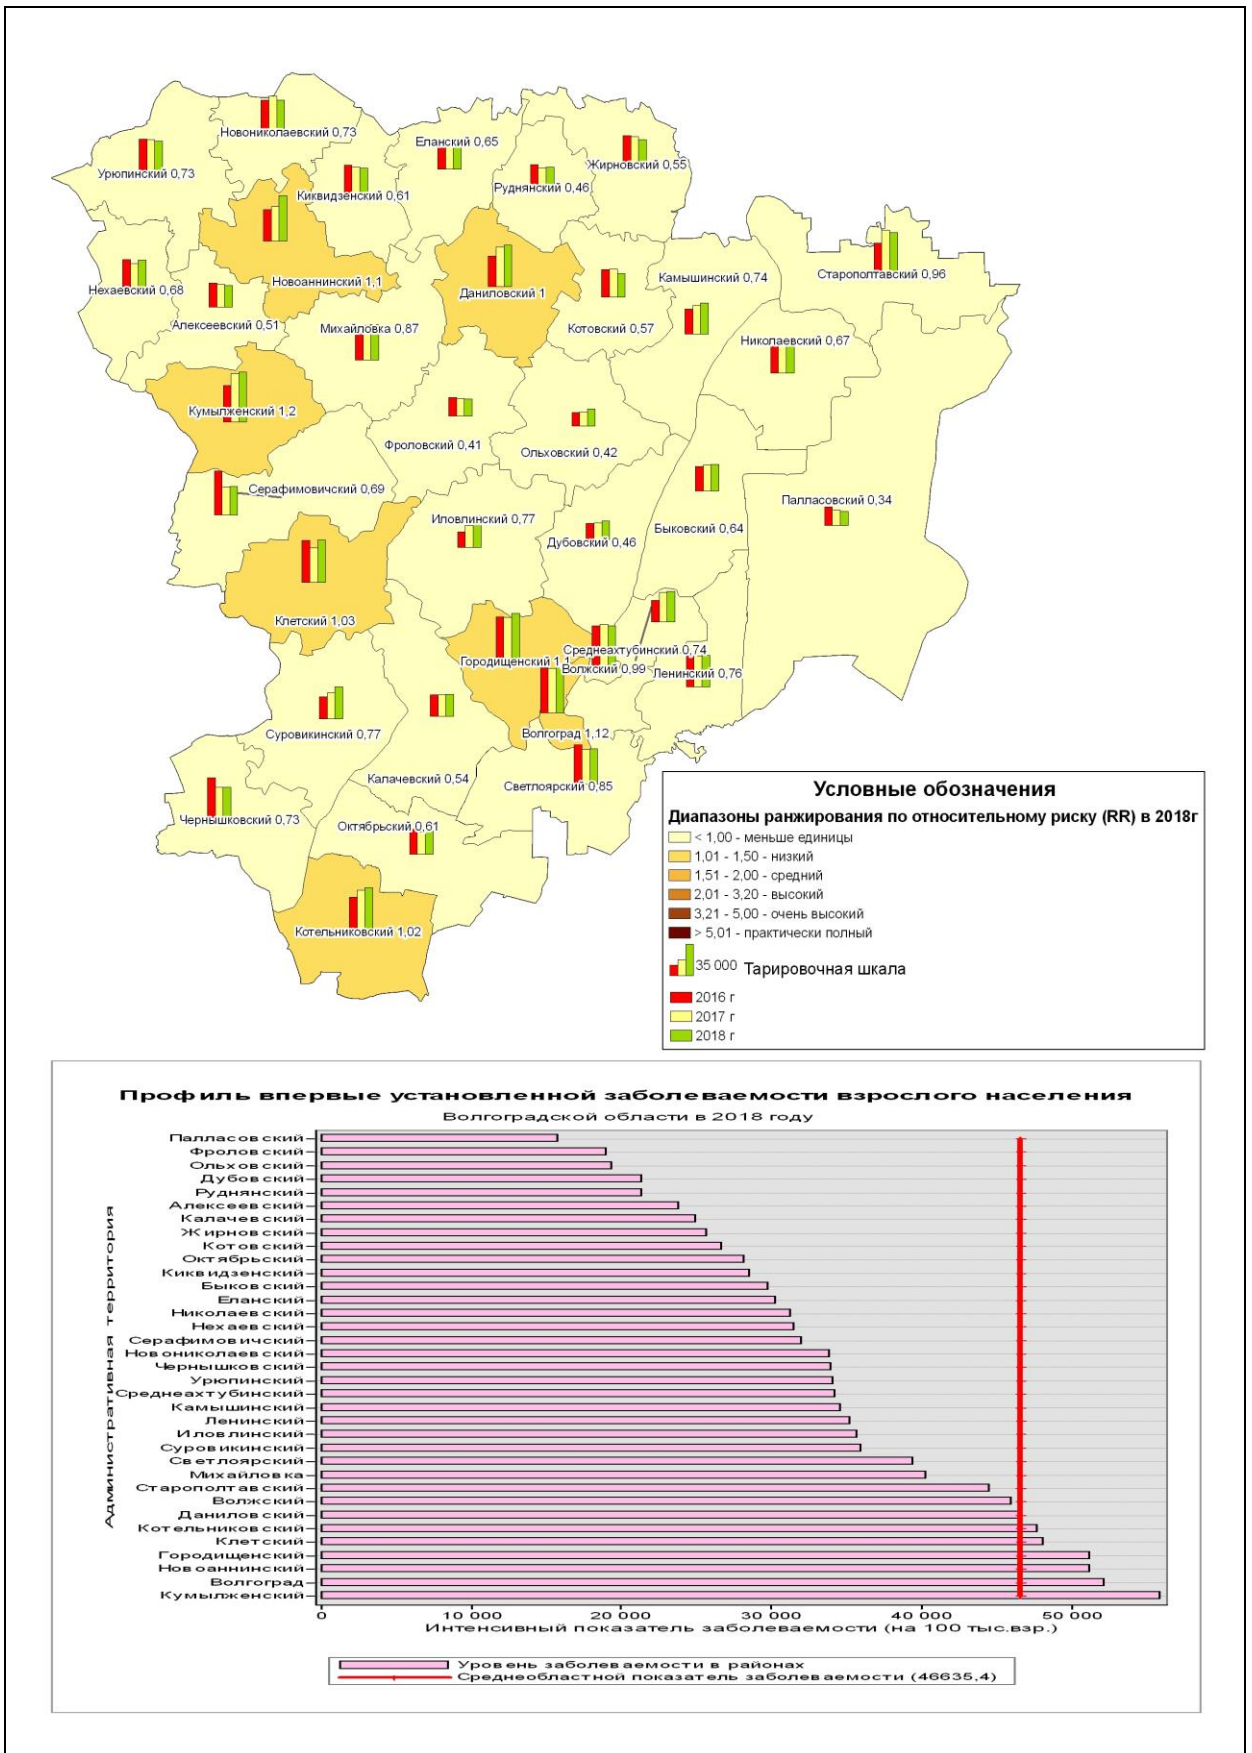 Новониколаевский 0,73
Еланский 0,65
Жирновский 0,55
Урюпинский 0,73
Киквидзенский 0,61
Руднянский 0,46
Старополтавский 0,96
Нехаевский 0,68
Новоаннинский 1,1
Даниловский 1
Камышинский 0,74
Алексеевский 0,51
Михайловка 0,87
Котовский 0,57
Николаевский 0,67
Кумылженский 1,2
Фроловский 0,41
Ольховский 0,42
Серафимовичский 0,69
Палласовский 0,34
Иловлинский 0,77
Дубовский 0,46
Быковский 0,64
Клетский 1,03
Среднеахтубинский 0,74
Городищенский 1,1
Волжский 0,99
Ленинский 0,76
Суровикинский 0,77
Волгоград 1,12
Калачевский 0,54
Светлоярский 0,85
Чернышковский 0,73
Октябрьский 0,61
Котельниковский 1,02
Условные обозначения
Диапазоны ранжирования по относительному риску (RR) в 2018г
< 1,00 - меньше единицы
1,01 - 1,50 - низкий
1,51 - 2,00 - средний
2,01 - 3,20 - высокий
3,21 - 5,00 - очень высокий
> 5,01 - практически полный
35 000 Тарировочная шкала
2016 г
2017 г
2018 г
Профиль впервые установленной заболеваемости взрослого населения
Волгоградской области в 2018 году
Административная территория
Палласовский
Фроловский
Ольховский
Дубовский
Руднянский
Алексеевский
Калачевский
Жирновский
Котовский
Октябрьский
Киквидзенский
Быковский
Еланский
Николаевский
Нехаевский
Серафимовичский
Новониколаевский
Чернышковский
Урюпинский
Среднеахтубинский
Камышинский
Ленинский
Иловлинский
Суровикинский
Светлоярский
Михайловка
Старополтавский
Волжский
Даниловский
Котельниковский
Клетский
Городищенский
Новоаннинский
Волгоград
Кумылженский
0 10 000 20 000 30 000 40 000 50 000
Интенсивный показатель заболеваемости (на 100 тыс.взр.)
Уровень заболеваемости в районах
Среднеобластной показатель заболеваемости (46635,4)